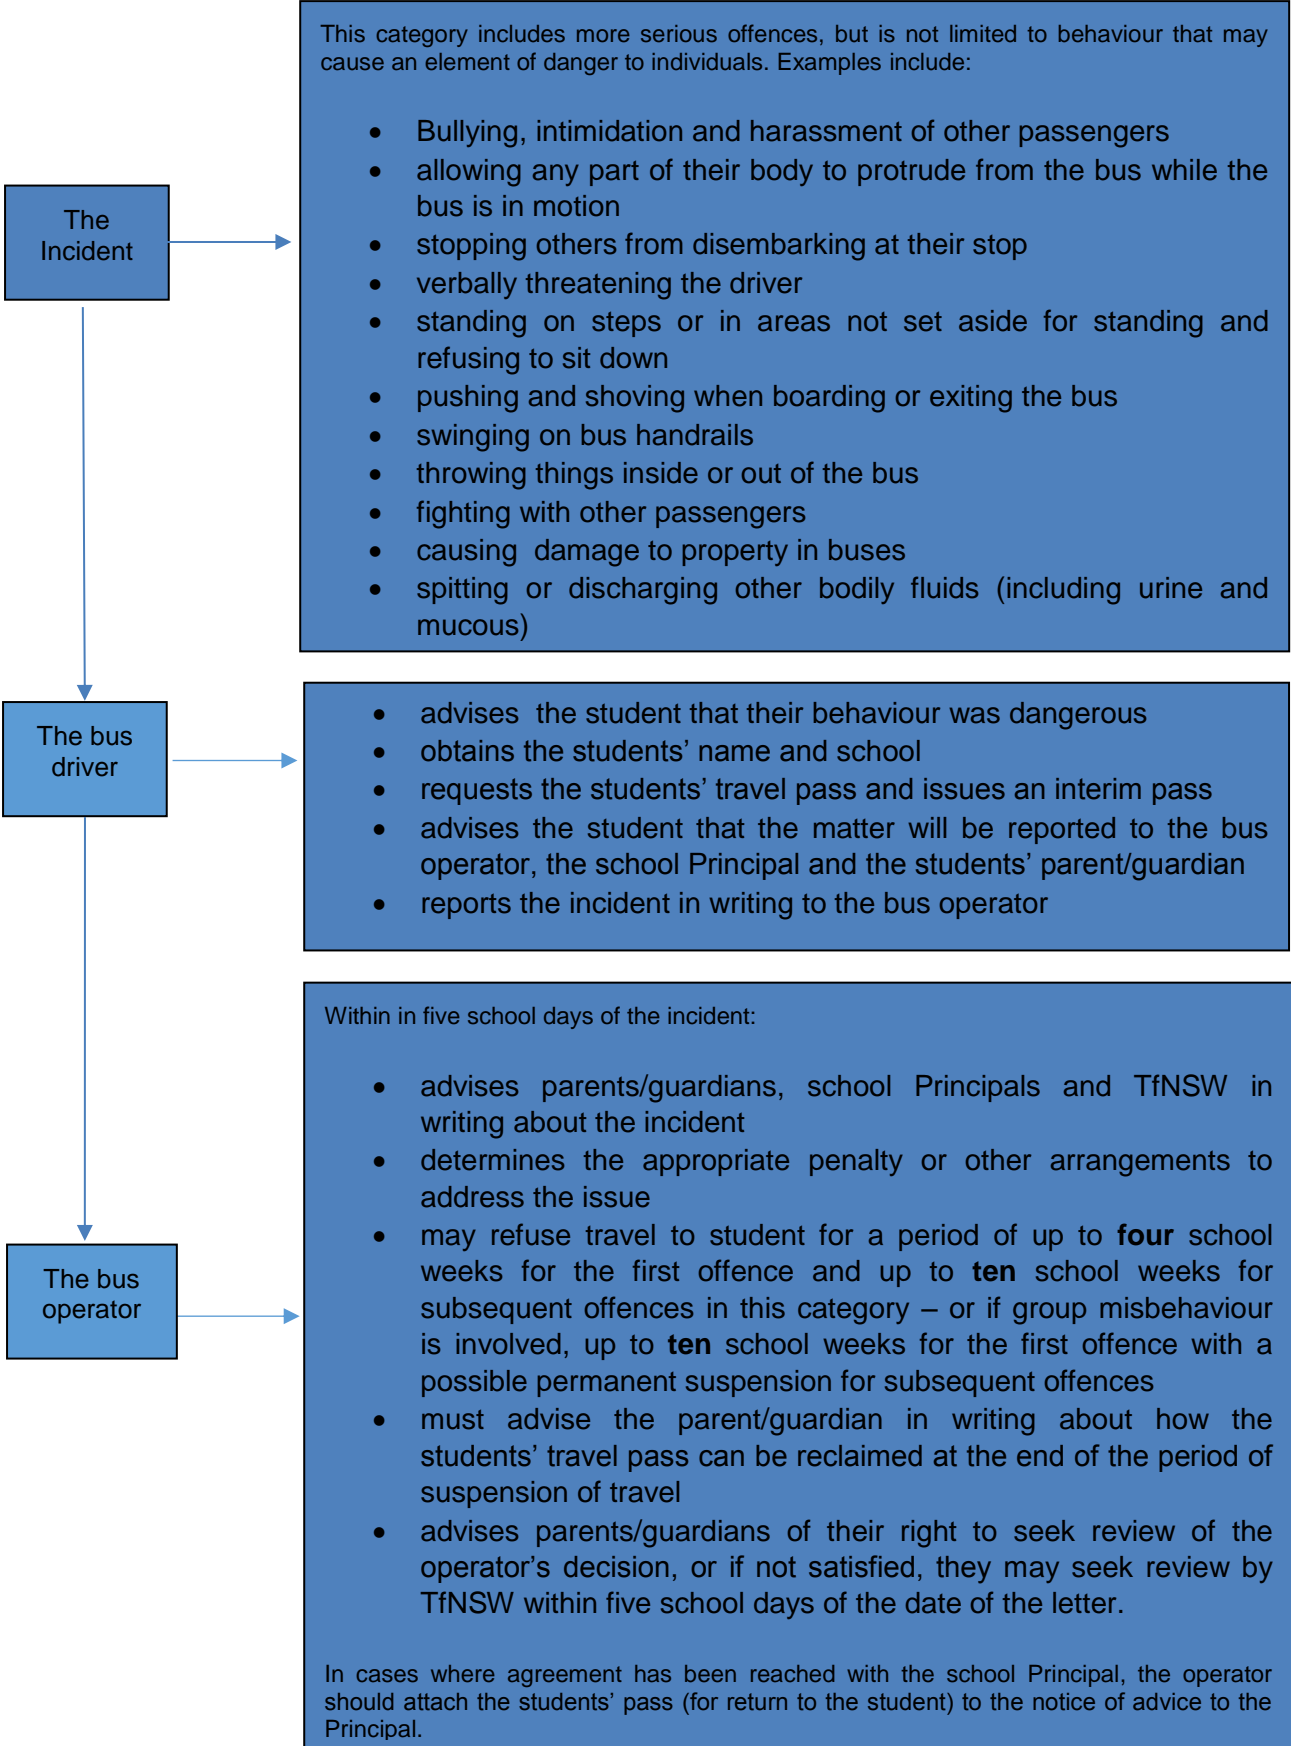 This category includes more serious offences, but is not limited to behaviour that may
cause an element of danger to individuals. Examples include:
• Bullying, intimidation and harassment of other passengers
• allowing any part of their body to protrude from the bus while the
bus is in motion
• stopping others from disembarking at their stop
• verbally threatening the driver
• standing on steps or in areas not set aside for standing and
refusing to sit down
• pushing and shoving when boarding or exiting the bus
• swinging on bus handrails
• throwing things inside or out of the bus
• fighting with other passengers
• causing damage to property in buses
• spitting or discharging other bodily fluids (including urine and
mucous)
The
Incident
The bus
driver
• advises the student that their behaviour was dangerous
• obtains the students’ name and school
• requests the students’ travel pass and issues an interim pass
• advises the student that the matter will be reported to the bus
operator, the school Principal and the students’ parent/guardian
• reports the incident in writing to the bus operator
The bus
operator
Within in five school days of the incident:
• advises parents/guardians, school Principals and TfNSW in
writing about the incident
• determines the appropriate penalty or other arrangements to
address the issue
• may refuse travel to student for a period of up to four school
weeks for the first offence and up to ten school weeks for
subsequent offences in this category – or if group misbehaviour
is involved, up to ten school weeks for the first offence with a
possible permanent suspension for subsequent offences
• must advise the parent/guardian in writing about how the
students’ travel pass can be reclaimed at the end of the period of
suspension of travel
• advises parents/guardians of their right to seek review of the
operator’s decision, or if not satisfied, they may seek review by
TfNSW within five school days of the date of the letter.
In cases where agreement has been reached with the school Principal, the operator
should attach the students’ pass (for return to the student) to the notice of advice to the
Principal.